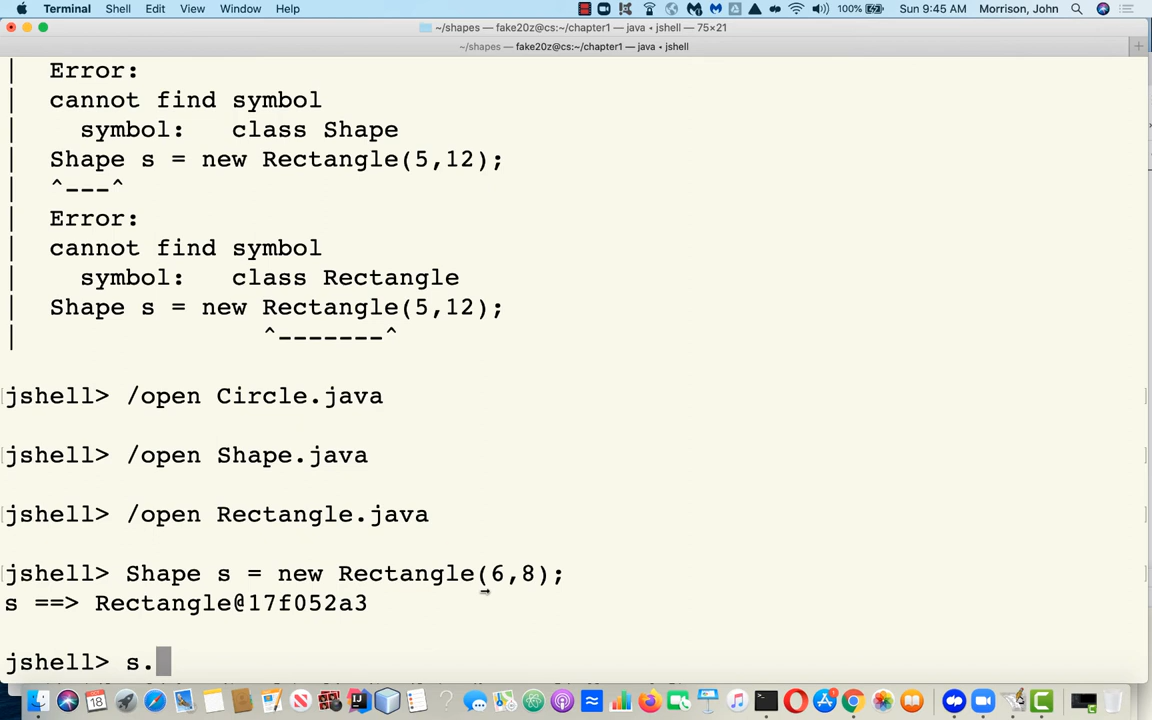 Terminal Shell Edit View Window Help 100% Sun 9:45 AM Morrison, John
~/shapes — fake20z@cs:~/chapter1 — java ◂ jshell — 75×21
~/shapes — fake20z@cs:~/chapter1 — java ◂ jshell
| Error:
| cannot find symbol
|   symbol:   class Shape
| Shape s = new Rectangle(5,12);
| ^---^
| Error:
| cannot find symbol
|   symbol:   class Rectangle
| Shape s = new Rectangle(5,12);
|               ^-------^
jshell> /open Circle.java
jshell> /open Shape.java
jshell> /open Rectangle.java
jshell> Shape s = new Rectangle(6,8);
s ==> Rectangle@17f052a3
jshell> s.